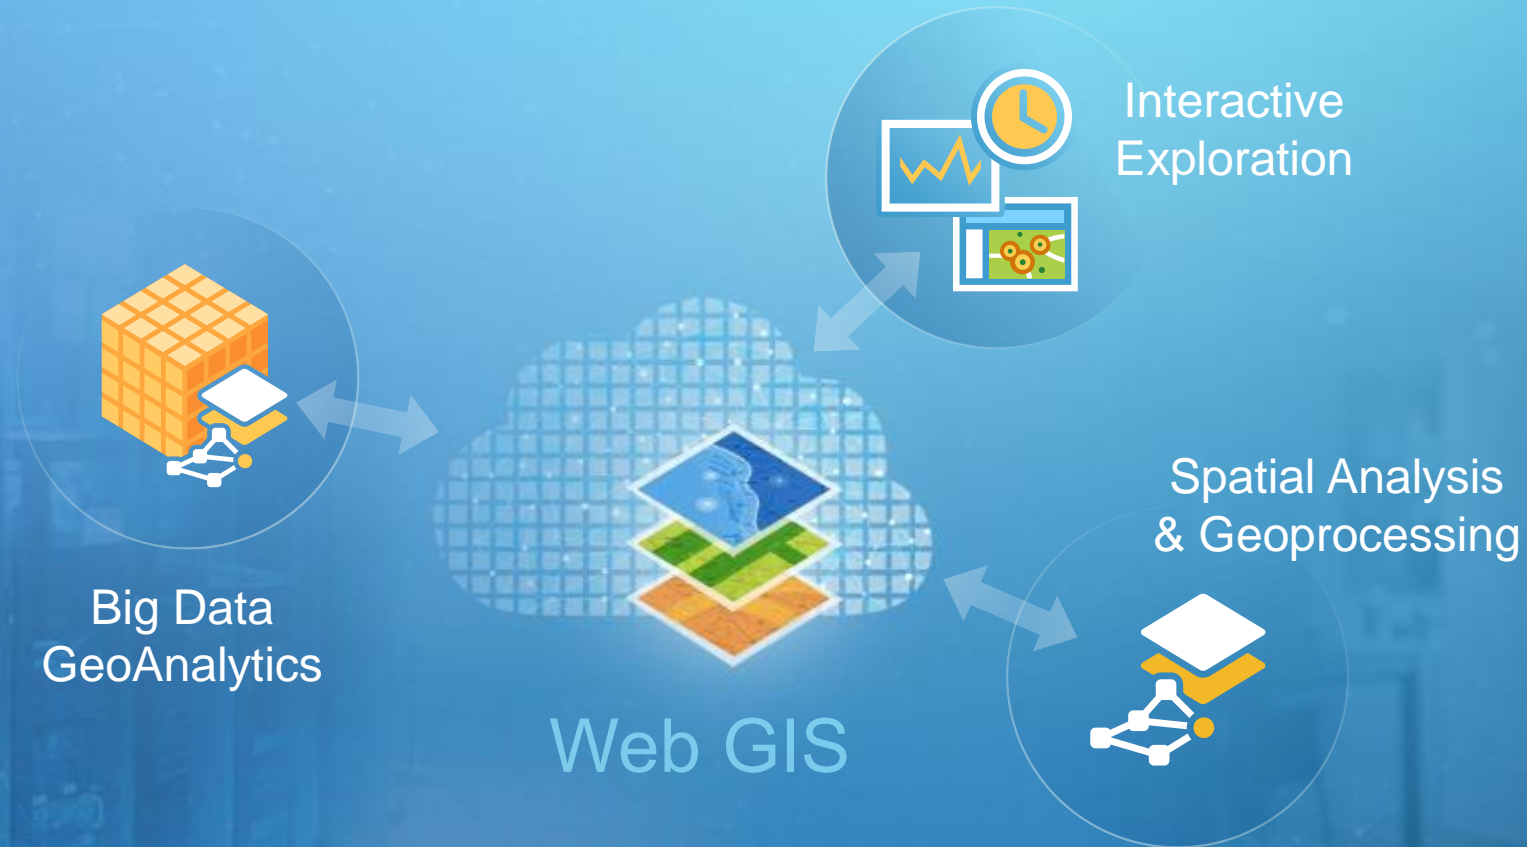 Interactive
Exploration
Spatial Analysis
& Geoprocessing
Big Data
GeoAnalytics
Web GIS